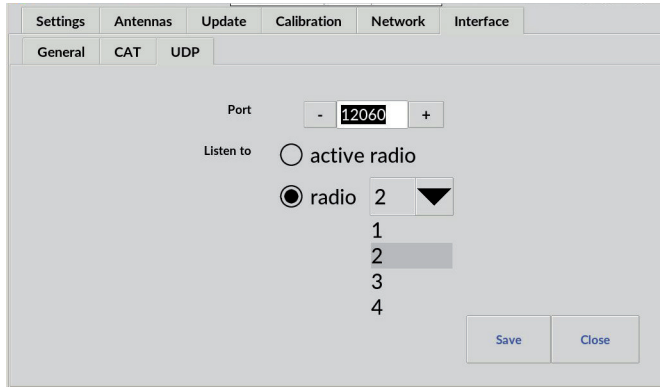 Settings Antennas Update Calibration Network Interface
General CAT UDP
Port - 12060 +
Listen to active radio
radio 2
1
2
3
4
Save Close